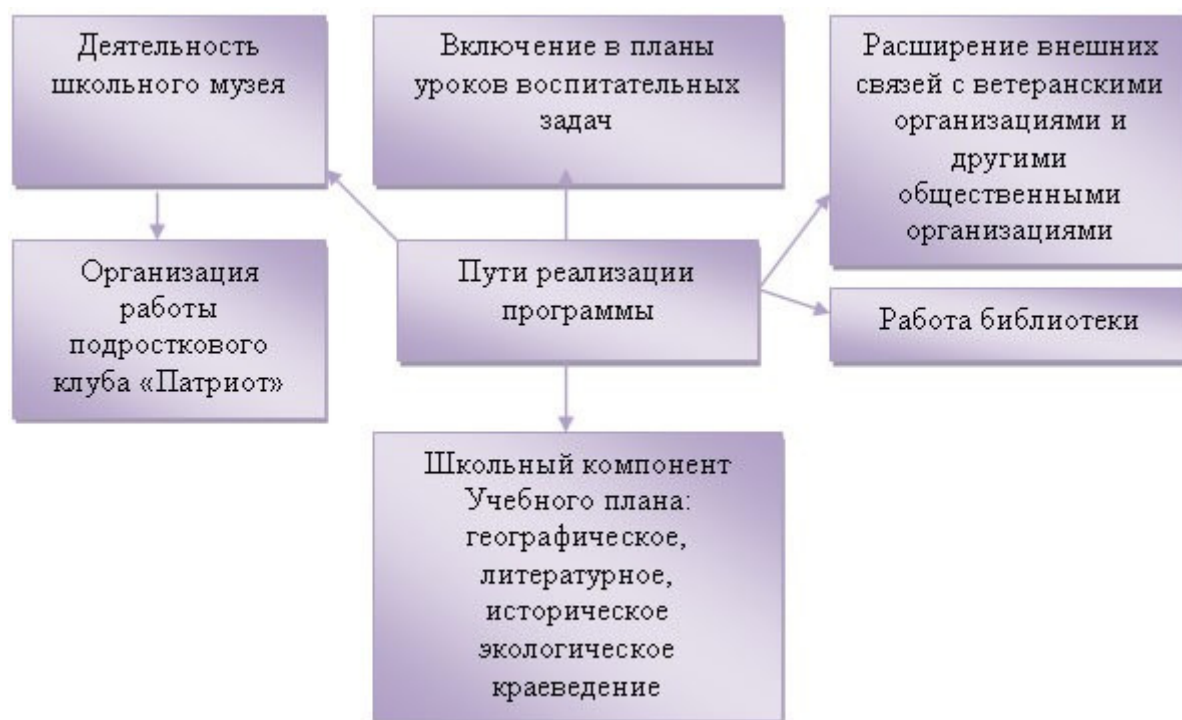 Деятельность
школьного музея
Включение в планы
уроков воспитательных
задач
Расширение внешних
связей с ветеранскими
организациями и
другими
общественными
организациями
Организация
работы
подросткового
клуба «Патриот»
Пути реализации
программы
Работа библиотеки
Школьный компонент
Учебного плана:
географическое,
литературное,
историческое
экологическое
краеведение